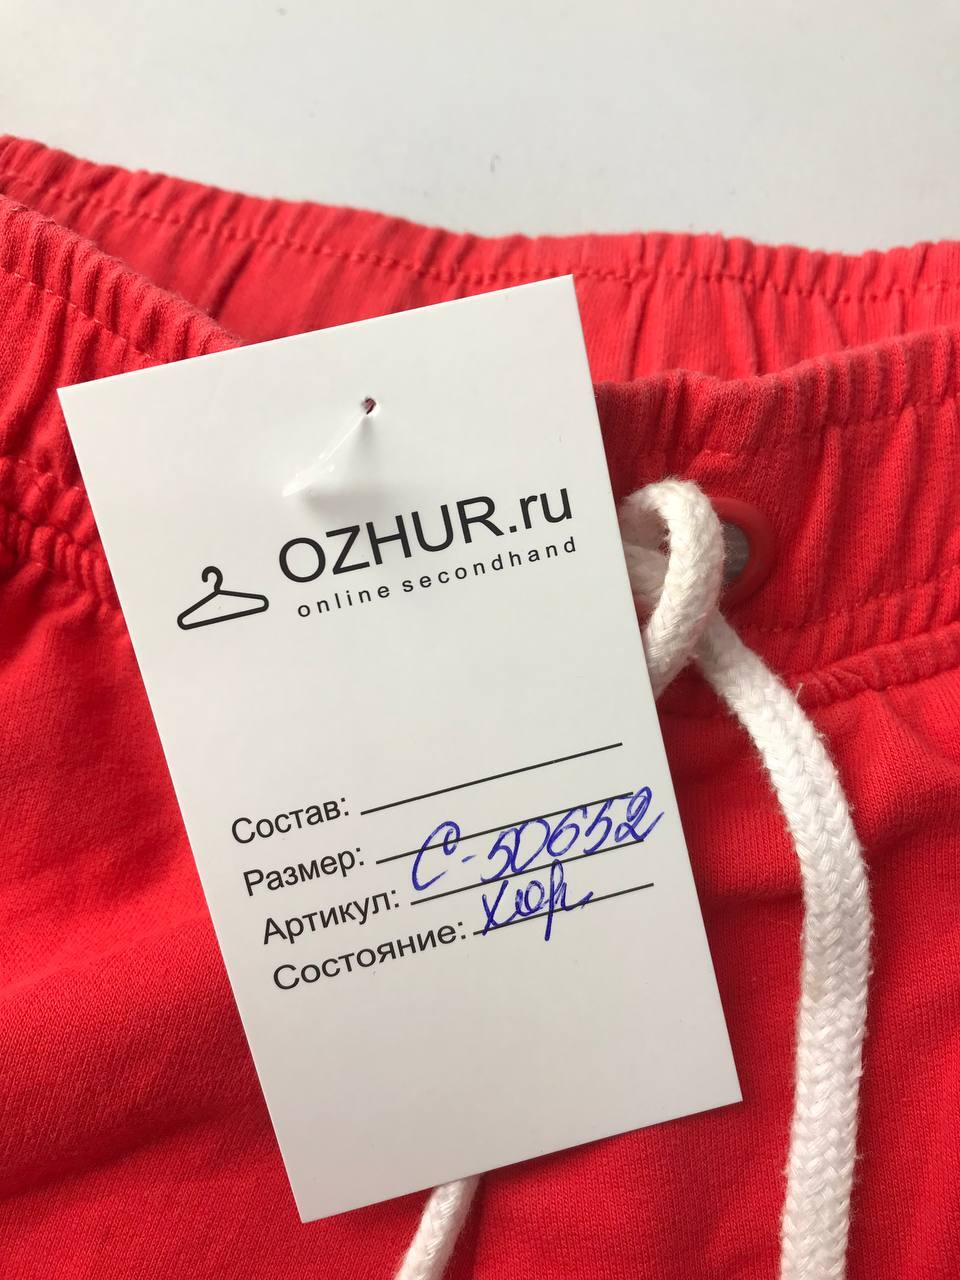 OZHUR.ru
online secondhand
Состав:
Размер:
Артикул: С-50652
Состояние: хор